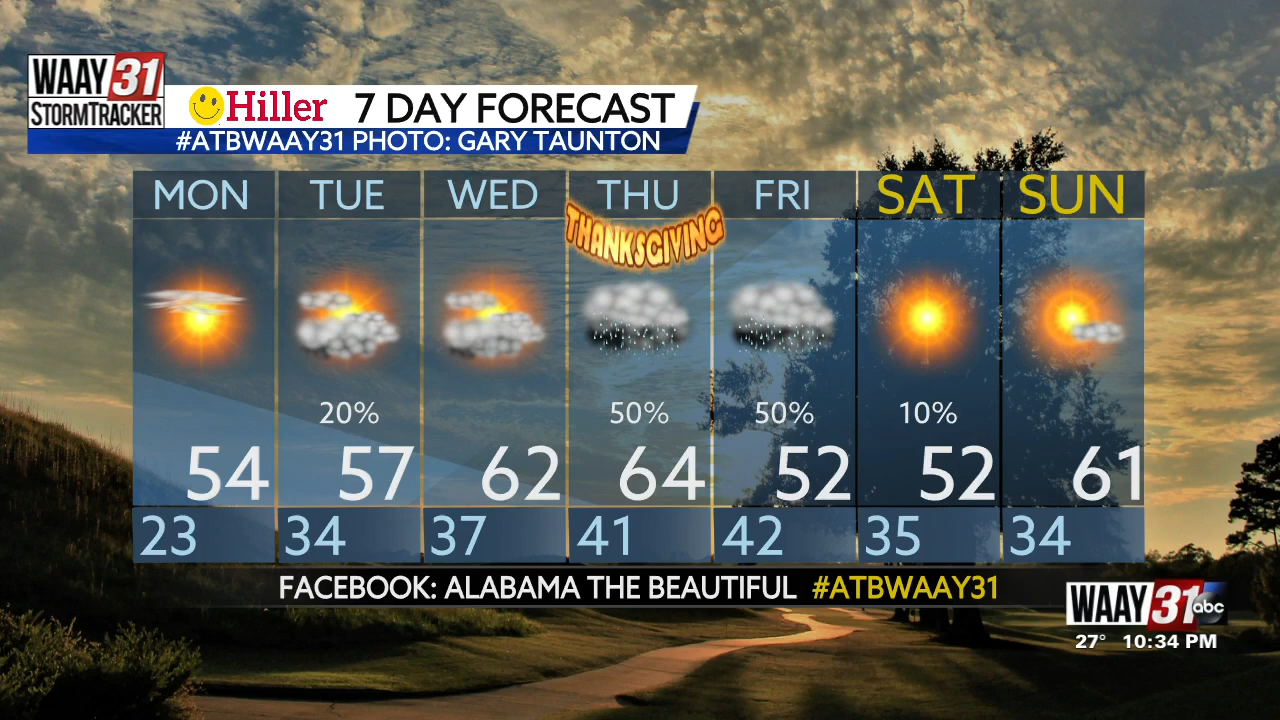 WAAY 31
STORMTRACKER
Hiller 7 DAY FORECAST
#ATBWAAY31 PHOTO: GARY TAUNTON
MON TUE WED THU FRI SAT SUN
THANKSGIVING
20% 50% 50% 10%
54 57 62 64 52 52 61
23 34 37 41 42 35 34
FACEBOOK: ALABAMA THE BEAUTIFUL #ATBWAAY31
WAAY 31 abc
27° 10:34 PM